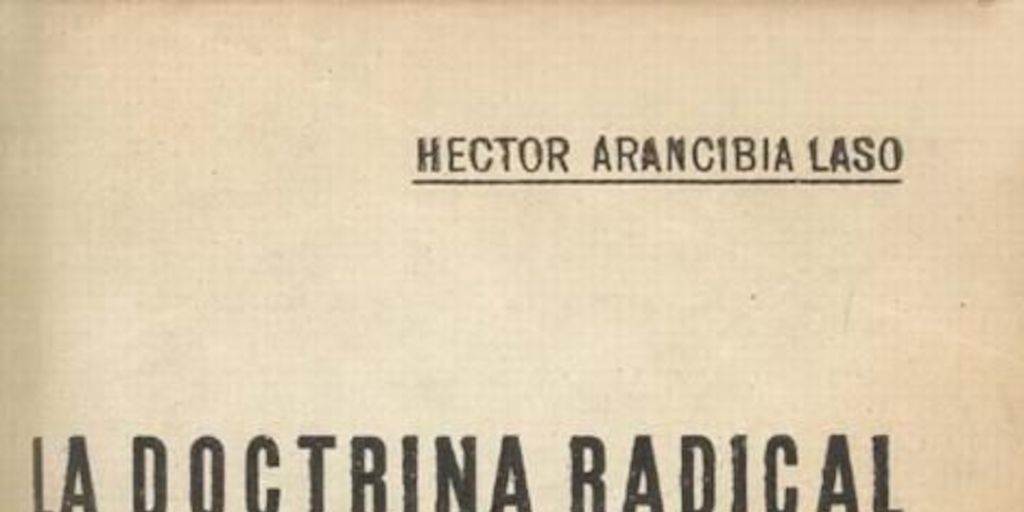 HECTOR ARANCIBIA LASO
LA DOCTRINA RADICAL